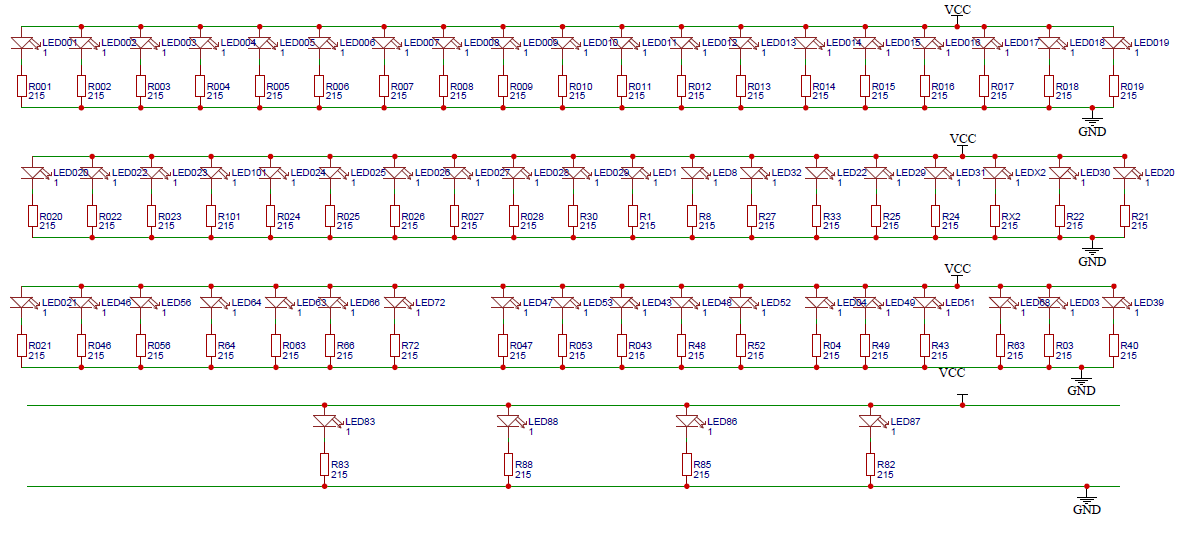 VCC
LED001 LED002 LED003 LED004 LED005 LED006 LED007 LED008 LED009 LED010 LED011 LED012 LED013 LED014 LED015 LED016 LED017 LED018 LED019
1 1 1 1 1 1 1 1 1 1 1 1 1 1 1 1 1 1 1
R001 R002 R003 R004 R005 R006 R007 R008 R009 R010 R011 R012 R013 R014 R015 R016 R017 R018 R019
215 215 215 215 215 215 215 215 215 215 215 215 215 215 215 215 215 215 215
GND
VCC
LED020 LED022 LED023 LED101 LED024 LED025 LED026 LED027 LED028 LED029 LED1 LED8 LED32 LED22 LED29 LED31 LEDX2 LED30 LED20
1 1 1 1 1 1 1 1 1 1 1 1 1 1 1 1 1 1 1
R020 R022 R023 R101 R024 R025 R026 R027 R028 R30 R1 R8 R27 R33 R25 R24 RX2 R22 R21
215 215 215 215 215 215 215 215 215 215 215 215 215 215 215 215 215 215 215
GND
VCC
LED021 LED46 LED56 LED64 LED63 LED66 LED72 LED47 LED53 LED43 LED48 LED52 LED04 LED49 LED51 LED68 LED03 LED39
1 1 1 1 1 1 1 1 1 1 1 1 1 1 1 1 1 1
R021 R046 R056 R64 R063 R66 R72 R047 R053 R043 R48 R52 R04 R49 R43 R63 R03 R40
215 215 215 215 215 215 215 215 215 215 215 215 215 215 215 215 215 215
GND
VCC
LED83 LED88 LED86 LED87
1 1 1 1
R83 R88 R85 R82
215 215 215 215
GND